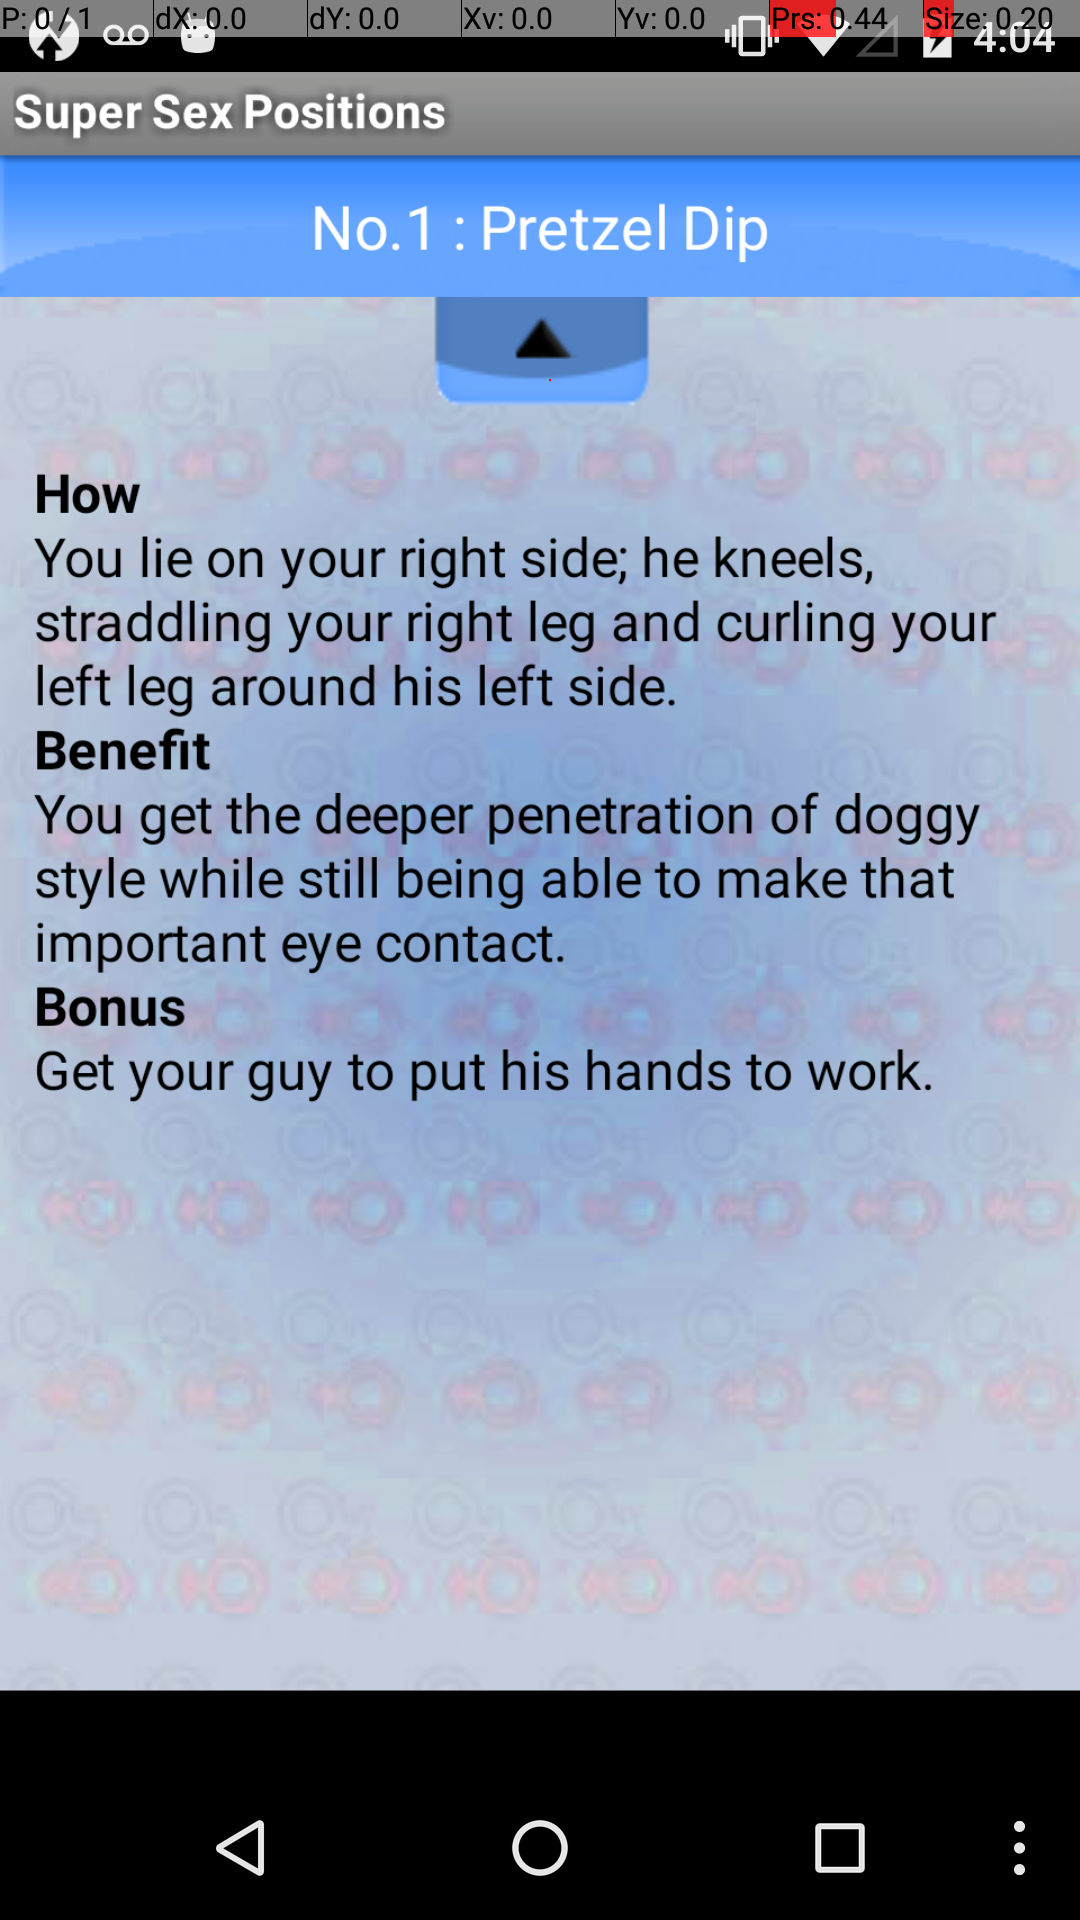 P: 0 / 1 dX: 0.0 dY: 0.0 Xv: 0.0 Yv: 0.0 Prs: 0.44 Size: 0.20
4:04
Super Sex Positions
No.1 : Pretzel Dip
How
You lie on your right side; he kneels,
straddling your right leg and curling your
left leg around his left side.
Benefit
You get the deeper penetration of doggy
style while still being able to make that
important eye contact.
Bonus
Get your guy to put his hands to work.